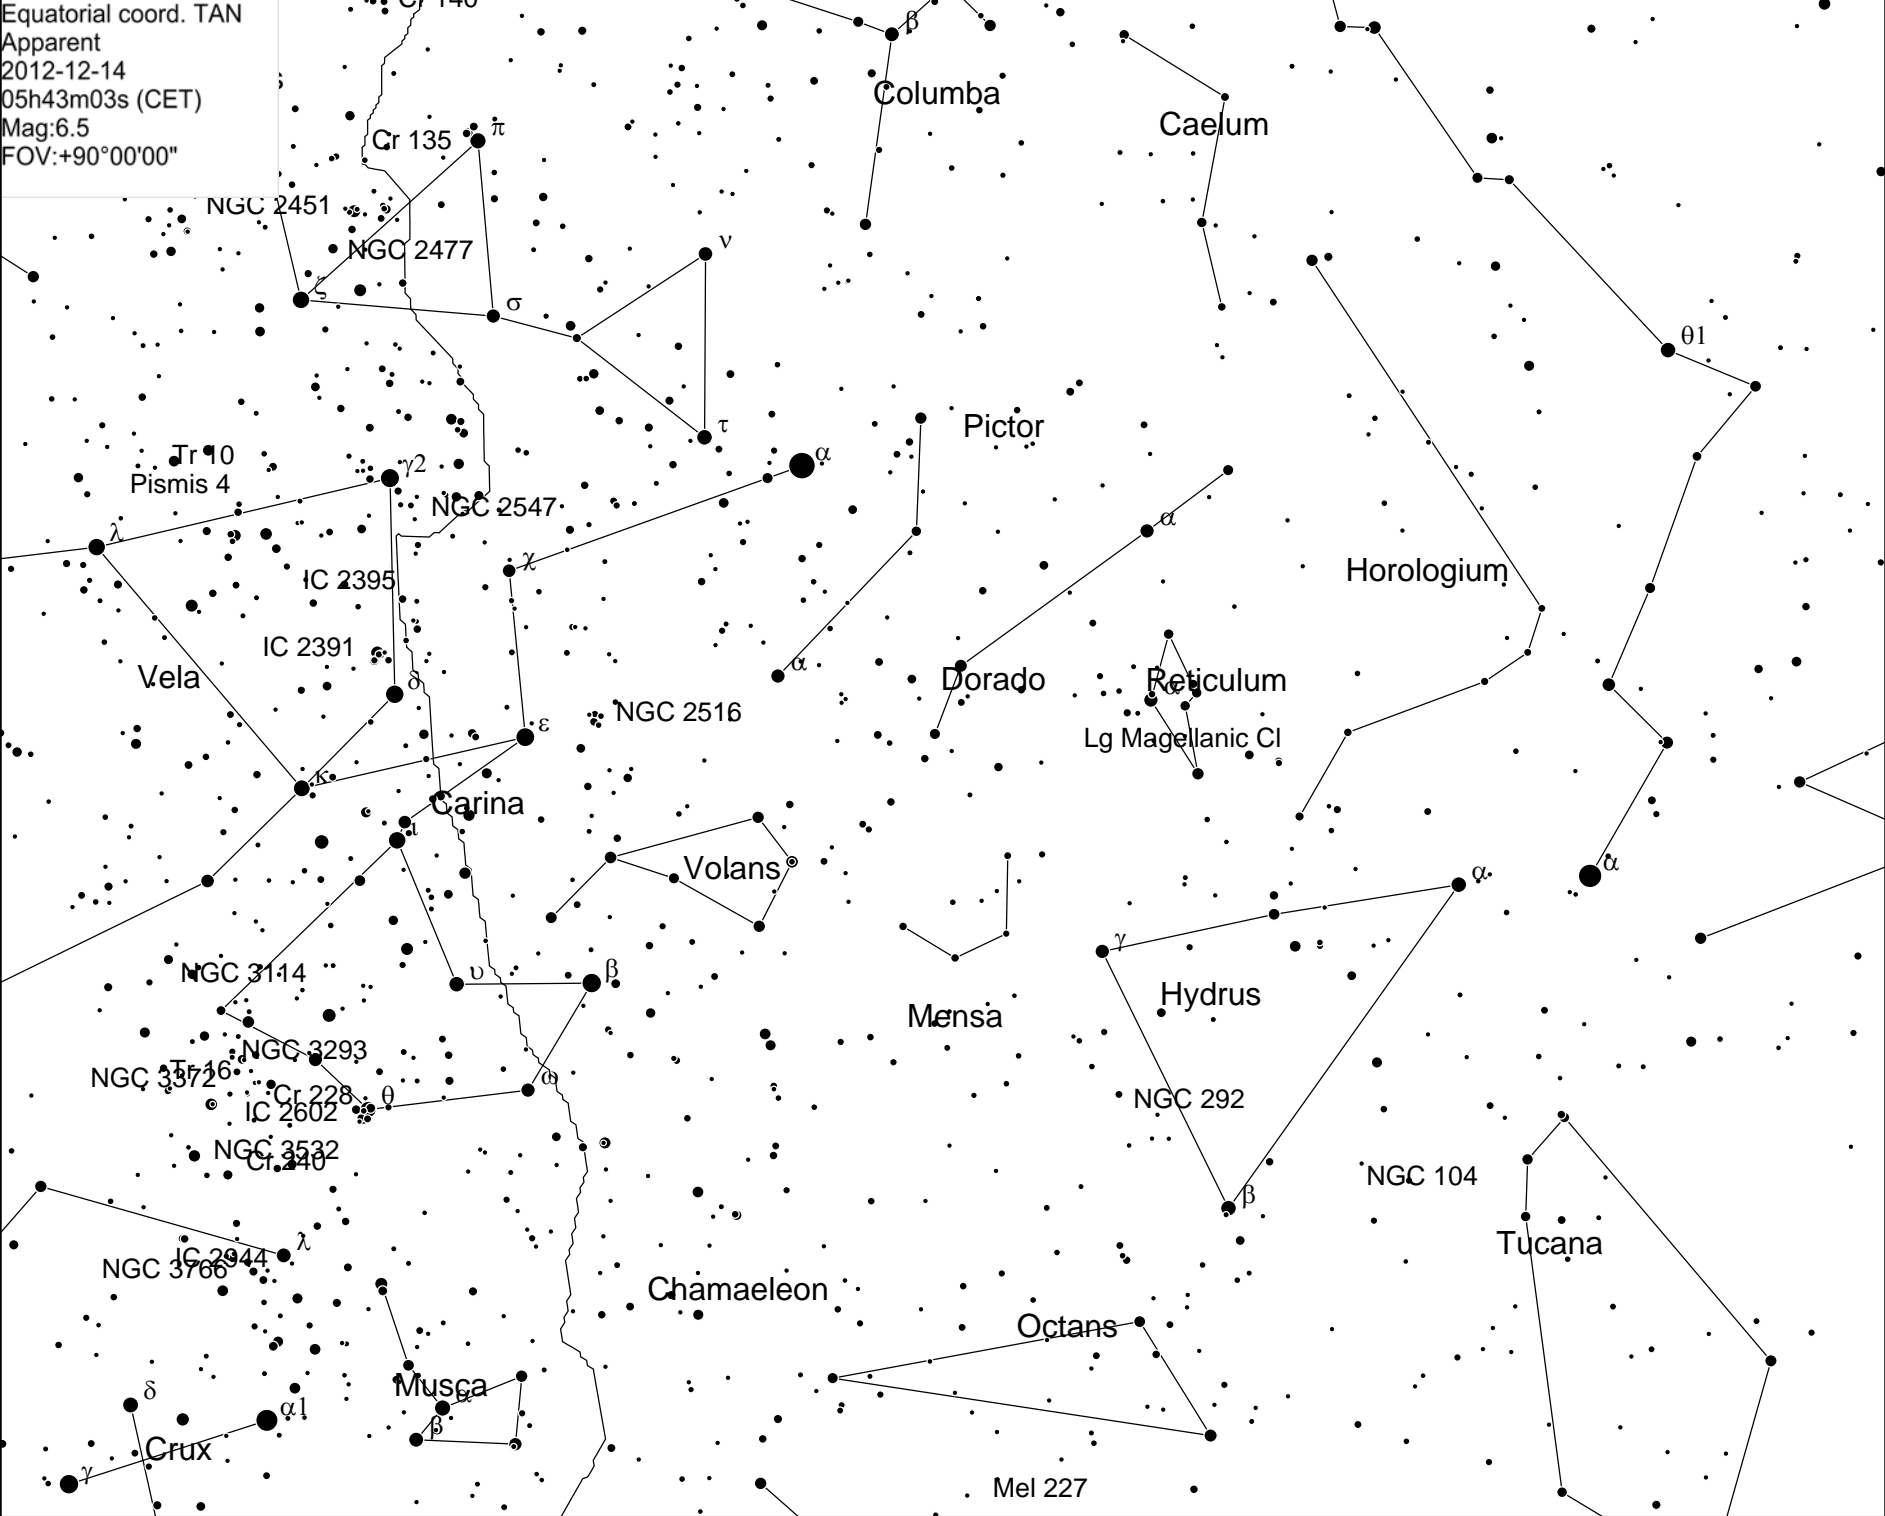 Cr 140
Equatorial coord. TAN
Apparent
2012-12-14
05h43m03s (CET)
Mag:6.5
FOV:+90°00'00"
β
Columba
Caelum
π
Cr 135
NGC 2451
NGC 2477
ν
ζ
σ
θ1
τ
Pictor
α
Tr 10
γ2
Pismis 4
NGC 2547
α
λ
χ
Horologium
IC 2395
IC 2391
Vela
α
δ
Dorado
Reticulum
α
NGC 2516
ε
Lg Magellanic Cl
κ
Carina
ι
Volans
α
α
γ
NGC 3114
υ
β
Hydrus
Mensa
NGC 3293
Tr 16
NGC 3372
ω
Cr 228
θ
IC 2602
NGC 292
NGC 3532
Cr 240
NGC 104
β
λ
Tucana
IC 2944
NGC 3766
Chamaeleon
Octans
Musca
α
δ
α1
β
Crux
γ
Mel 227